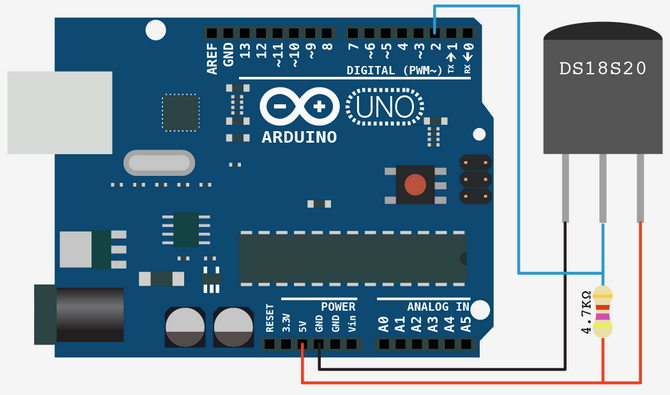 AREF
GND
13
12
~11
~10
~9
8
7
~6
~5
4
~3
2
TX→1
RX←0
DIGITAL (PWM~)
UNO
ARDUINO
DS18S20
4.7KΩ
POWER
ANALOG IN
RESET
3.3V
5V
GND
GND
Vin
A0
A1
A2
A3
A4
A5